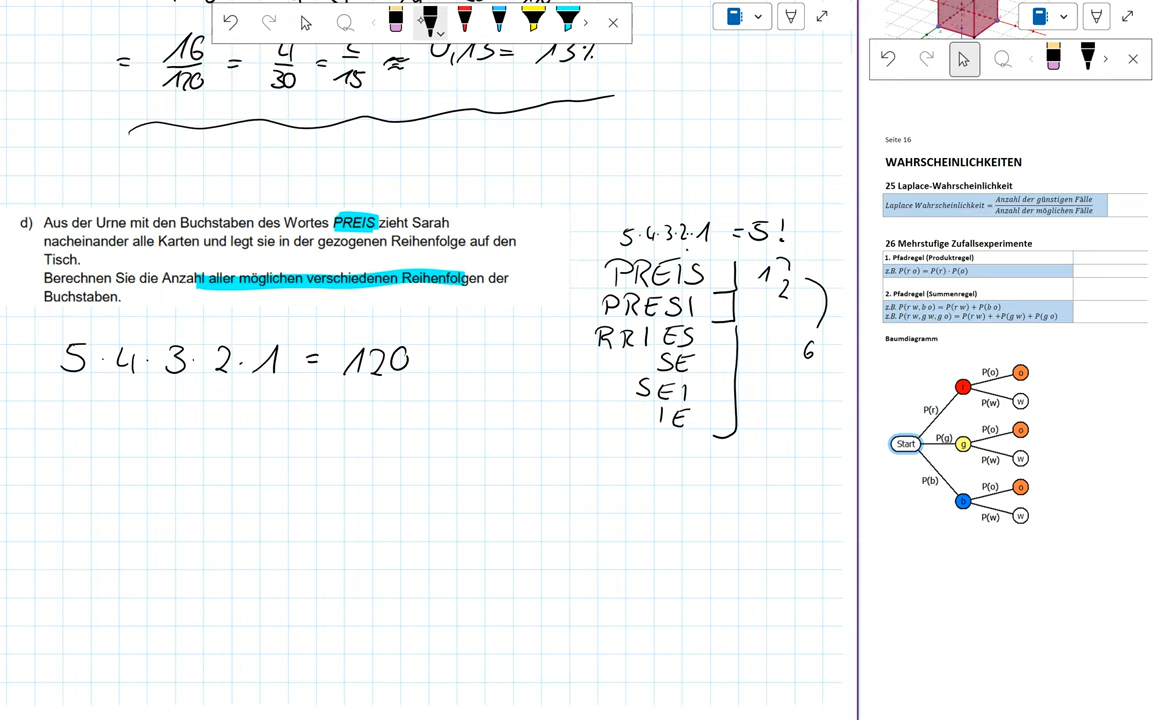 = 16/120 = 4/30 = 2/15 ≈ 0,13 = 13%
d) Aus der Urne mit den Buchstaben des Wortes PREIS zieht Sarah
nacheinander alle Karten und legt sie in der gezogenen Reihenfolge auf den
Tisch.
Berechnen Sie die Anzahl aller möglichen verschiedenen Reihenfolgen der
Buchstaben.
5 · 4 · 3 · 2 · 1 = 120
5·4·3·2·1 = 5!
PREIS 1?
2
PRESI
RRIES
6
SE
SEI
IE
Seite 16
WAHRSCHEINLICHKEITEN
25 Laplace-Wahrscheinlichkeit
Laplace Wahrscheinlichkeit = Anzahl der günstigen Fälle / Anzahl der möglichen Fälle
26 Mehrstufige Zufallsexperimente
1. Pfadregel (Produktregel)
z.B. P(r o) = P(r) · P(o)
2. Pfadregel (Summenregel)
z.B. P(r w, b o) = P(r w) + P(b o)
z.B. P(r w, g w, g o) = P(r w) + +P(g w) + P(g o)
Baumdiagramm
P(o) o
r
P(w) w
P(r)
P(o) o
Start P(g) g
P(w) w
P(b)
P(o) o
b
P(w) w